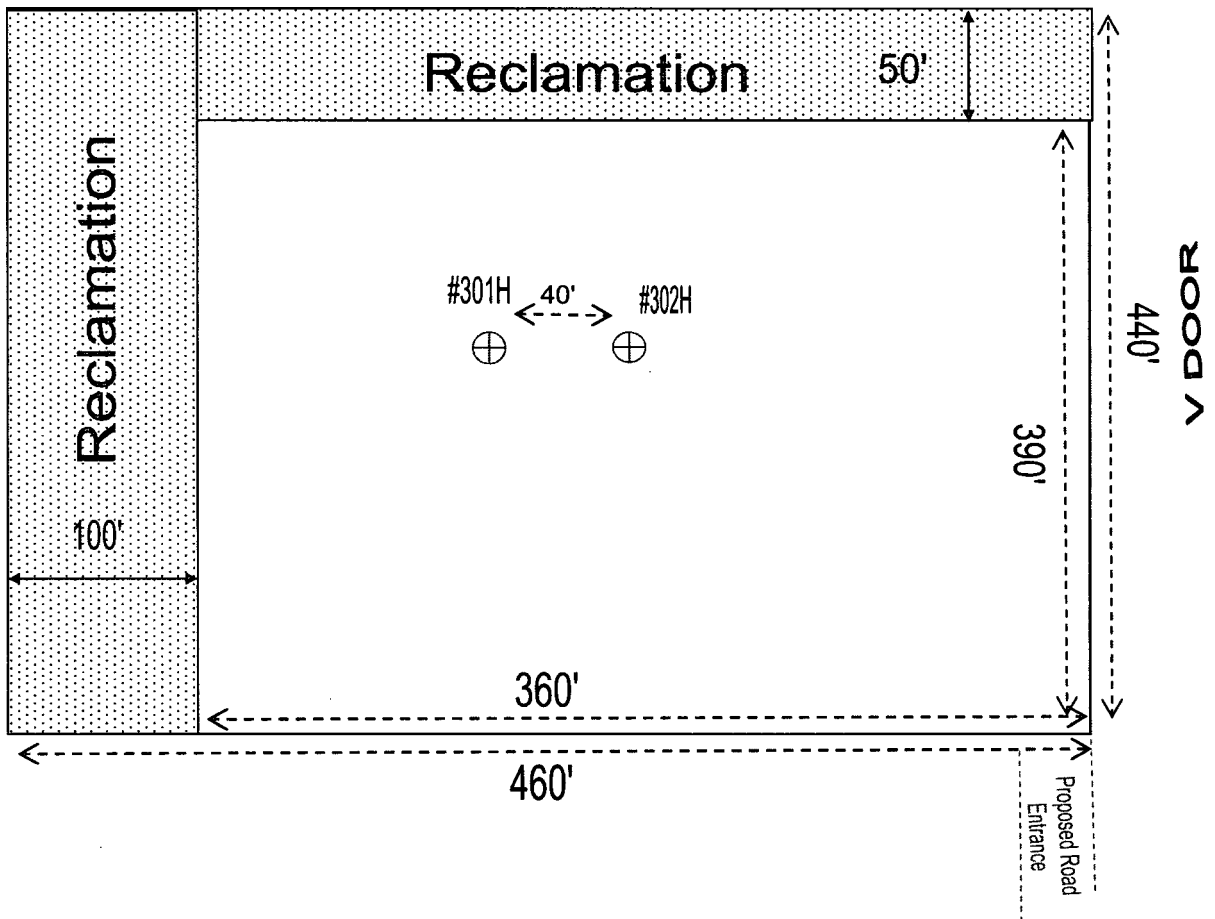 Reclamation
50'
Reclamation
100'
#301H
40'
#302H
390'
440'
V DOOR
360'
460'
Proposed Road
Entrance